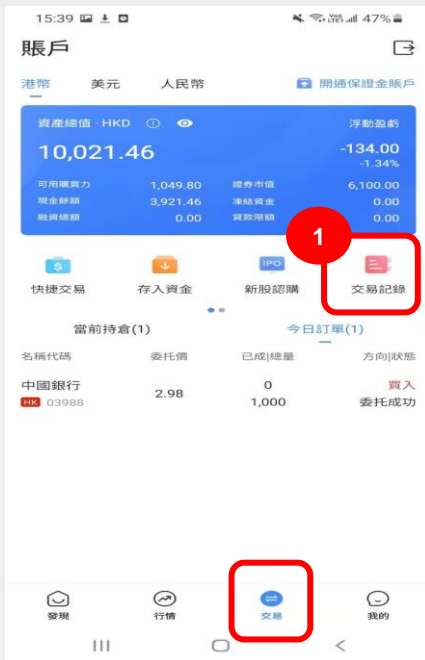 15:39 47%
賬戶
港幣 美元 人民幣 開通保證金賬戶
資產總值 · HKD 浮動盈虧
10,021.46 -134.00
-1.34%
可用購買力 1,049.80 證券市值 6,100.00
現金餘額 3,921.46 凍結資金 0.00
融資總額 0.00 貸款限額 0.00
1
IPO
快捷交易 存入資金 新股認購 交易記錄
當前持倉(1) 今日訂單(1)
名稱代碼 委托價 已成|總量 方向|狀態
中國銀行 2.98 0 買入
HK 03988 1,000 委托成功
發現 行情 交易 我的